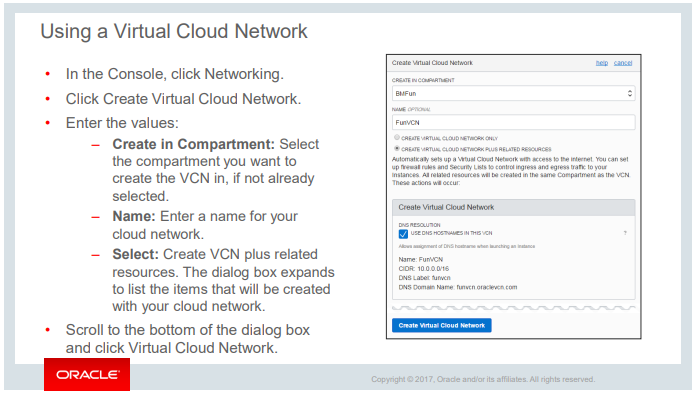 Using a Virtual Cloud Network
• In the Console, click Networking.
• Click Create Virtual Cloud Network.
• Enter the values:
– Create in Compartment: Select
the compartment you want to
create the VCN in, if not already
selected.
– Name: Enter a name for your
cloud network.
– Select: Create VCN plus related
resources. The dialog box expands
to list the items that will be created
with your cloud network.
• Scroll to the bottom of the dialog box
and click Virtual Cloud Network.
Create Virtual Cloud Network help cancel
CREATE IN COMPARTMENT
BMFun
NAME OPTIONAL
FunVCN
CREATE VIRTUAL CLOUD NETWORK ONLY
CREATE VIRTUAL CLOUD NETWORK PLUS RELATED RESOURCES
Automatically sets up a Virtual Cloud Network with access to the internet. You can set
up firewall rules and Security Lists to control ingress and egress traffic to your
instances. All related resources will be created in the same Compartment as the VCN.
These actions will occur:
Create Virtual Cloud Network
DNS RESOLUTION
USE DNS HOSTNAMES IN THIS VCN ?
Allows assignment of DNS hostname when launching an instance
Name: FunVCN
CIDR: 10.0.0.0/16
DNS Label: funvcn
DNS Domain Name: funvcn.oraclevcn.com
Create Virtual Cloud Network
ORACLE
Copyright © 2017, Oracle and/or its affiliates. All rights reserved.